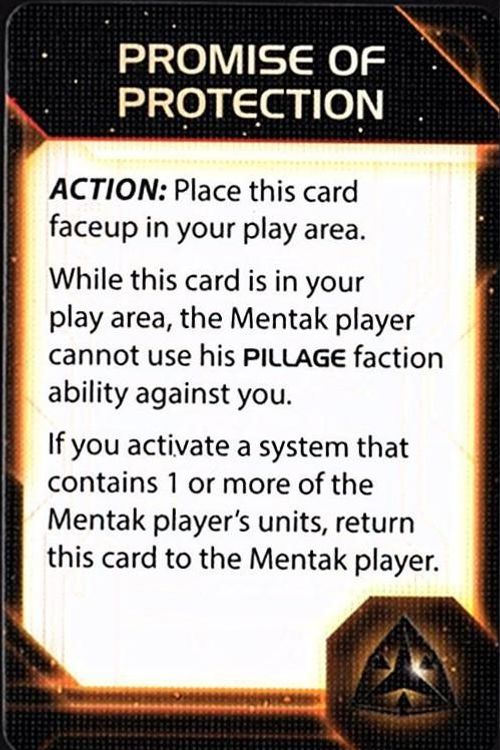 PROMISE OF
PROTECTION
ACTION: Place this card
faceup in your play area.
While this card is in your
play area, the Mentak player
cannot use his PILLAGE faction
ability against you.
If you activate a system that
contains 1 or more of the
Mentak player's units, return
this card to the Mentak player.